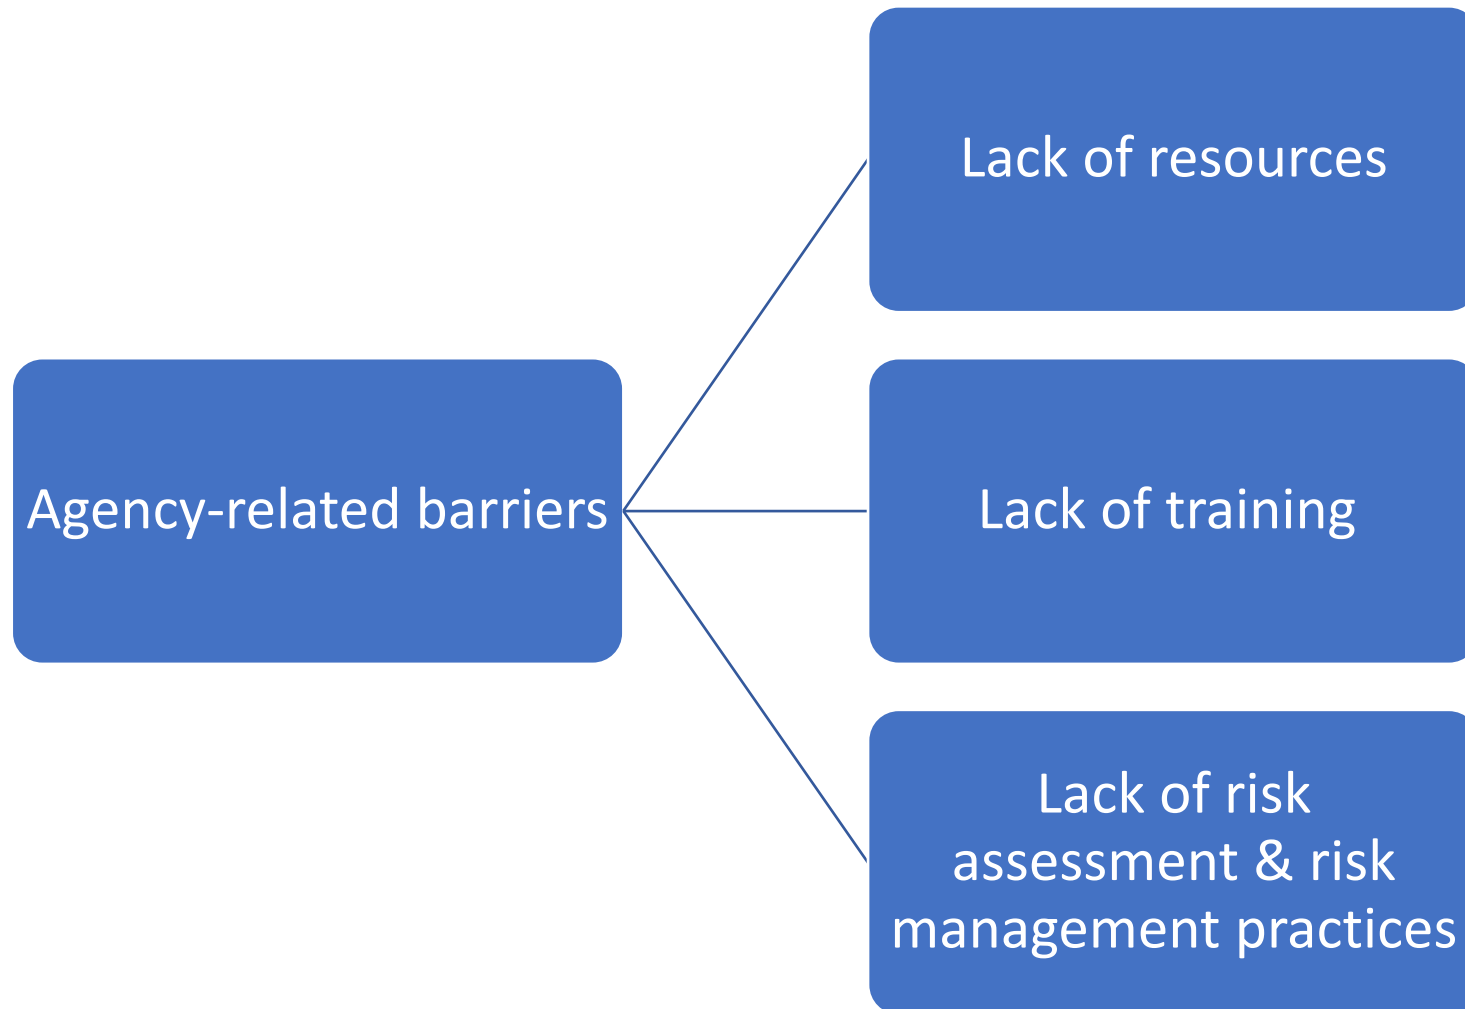 Lack of resources
Agency-related barriers
Lack of training
Lack of risk
assessment & risk
management practices